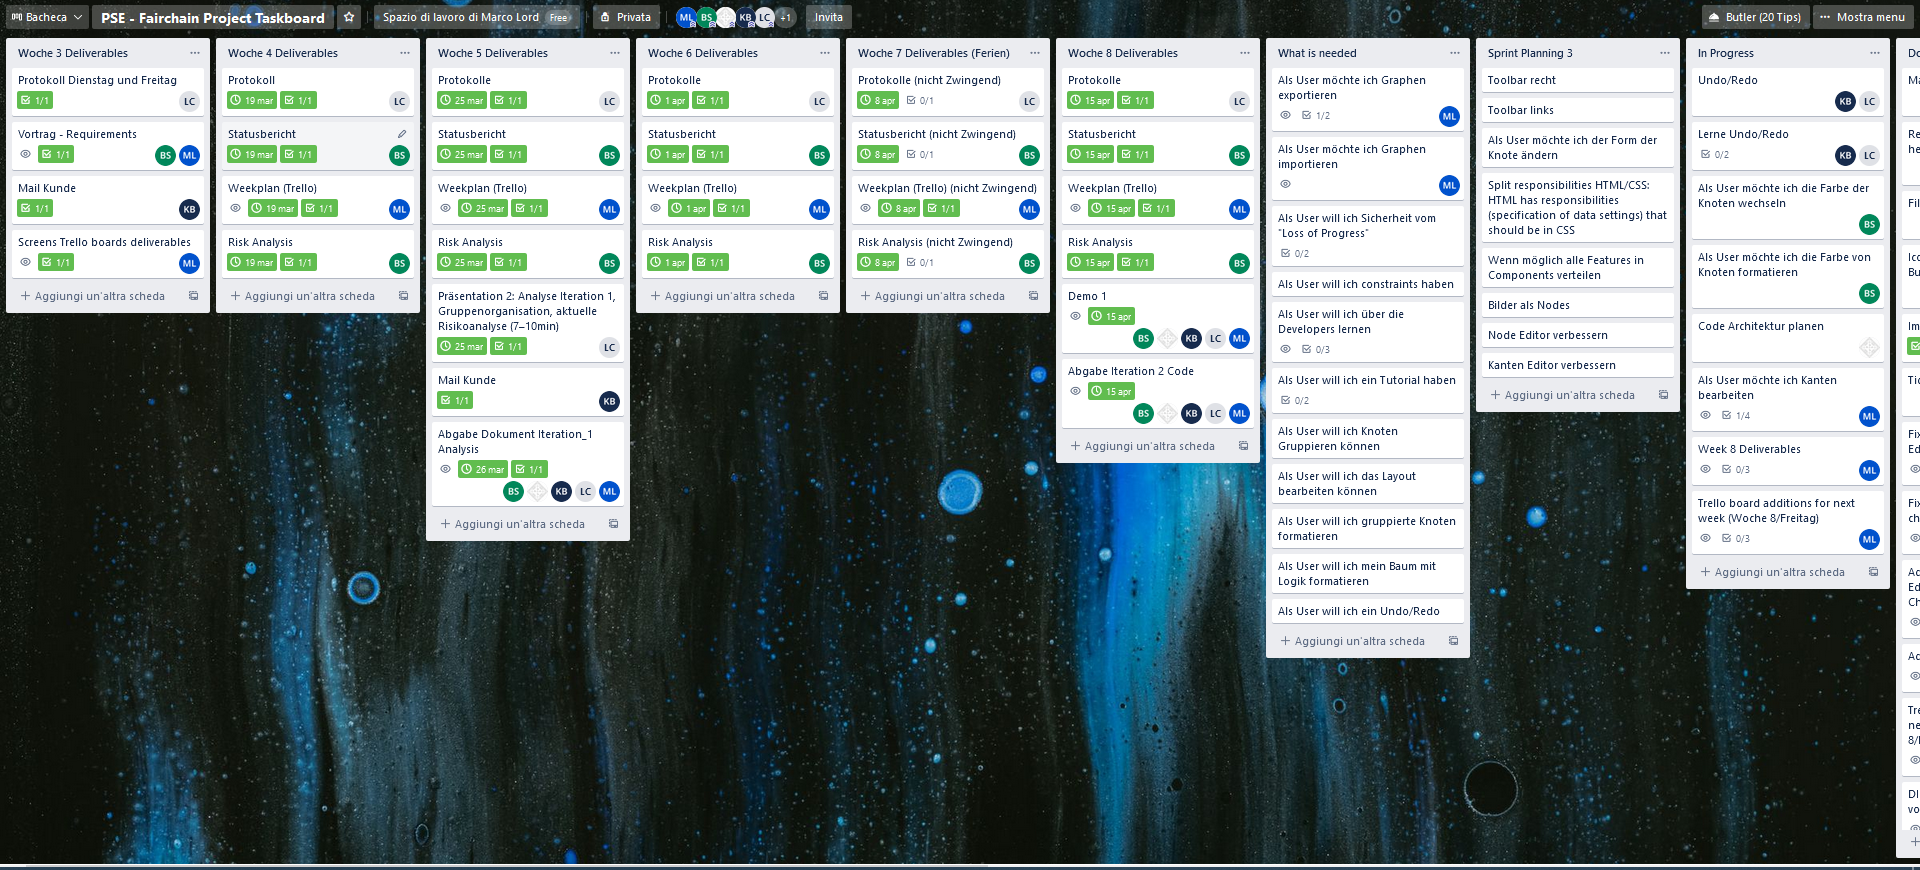 Bacheca
PSE - Fairchain Project Taskboard
Spazio di lavoro di Marco Lord Free
Privata
ML BS KB LC +1
Invita
Butler (20 Tips)
Mostra menu
Woche 3 Deliverables
Protokoll Dienstag und Freitag
1/1 LC
Vortrag - Requirements
1/1 BS ML
Mail Kunde
1/1 KB
Screens Trello boards deliverables
1/1 ML
+ Aggiungi un'altra scheda
Woche 4 Deliverables
Protokoll
19 mar 1/1 LC
Statusbericht
19 mar 1/1 BS
Weekplan (Trello)
19 mar 1/1 ML
Risk Analysis
19 mar 1/1 BS
+ Aggiungi un'altra scheda
Woche 5 Deliverables
Protokolle
25 mar 1/1 LC
Statusbericht
25 mar 1/1 BS
Weekplan (Trello)
25 mar 1/1 ML
Risk Analysis
25 mar 1/1 BS
Präsentation 2: Analyse Iteration 1,
Gruppenorganisation, aktuelle
Risikoanalyse (7–10min)
25 mar 1/1 LC
Mail Kunde
1/1 KB
Abgabe Dokument Iteration_1
Analysis
26 mar 1/1
BS KB LC ML
+ Aggiungi un'altra scheda
Woche 6 Deliverables
Protokolle
1 apr 1/1 LC
Statusbericht
1 apr 1/1 BS
Weekplan (Trello)
1 apr 1/1 ML
Risk Analysis
1 apr 1/1 BS
+ Aggiungi un'altra scheda
Woche 7 Deliverables (Ferien)
Protokolle (nicht Zwingend)
8 apr 0/1 LC
Statusbericht (nicht Zwingend)
8 apr 0/1 BS
Weekplan (Trello) (nicht Zwingend)
8 apr 1/1 ML
Risk Analysis (nicht Zwingend)
8 apr 0/1 BS
+ Aggiungi un'altra scheda
Woche 8 Deliverables
Protokolle
15 apr 1/1 LC
Statusbericht
15 apr 1/1 BS
Weekplan (Trello)
15 apr 1/1 ML
Risk Analysis
15 apr 1/1 BS
Demo 1
15 apr
BS KB LC ML
Abgabe Iteration 2 Code
15 apr
BS KB LC ML
+ Aggiungi un'altra scheda
What is needed
Als User möchte ich Graphen
exportieren
1/2 ML
Als User möchte ich Graphen
importieren
ML
Als User will ich Sicherheit vom
"Loss of Progress"
0/2
Als User will ich constraints haben
Als User will ich über die
Developers lernen
0/3
Als User will ich ein Tutorial haben
0/2
Als User will ich Knoten
Gruppieren können
Als User will ich das Layout
bearbeiten können
Als User will ich gruppierte Knoten
formatieren
Als User will ich mein Baum mit
Logik formatieren
Als User will ich ein Undo/Redo
+ Aggiungi un'altra scheda
Sprint Planning 3
Toolbar recht
Toolbar links
Als User möchte ich der Form der
Knote ändern
Split responsibilities HTML/CSS:
HTML has responsibilities
(specification of data settings) that
should be in CSS
Wenn möglich alle Features in
Components verteilen
Bilder als Nodes
Node Editor verbessern
Kanten Editor verbessern
+ Aggiungi un'altra scheda
In Progress
Undo/Redo
KB LC
Lerne Undo/Redo
0/2 KB LC
Als User möchte ich die Farbe der
Knoten wechseln
BS
Als User möchte ich die Farbe von
Knoten formatieren
BS
Code Architektur planen
Als User möchte ich Kanten
bearbeiten
1/4 ML
Week 8 Deliverables
0/3 ML
Trello board additions for next
week (Woche 8/Freitag)
0/3 ML
+ Aggiungi un'altra scheda